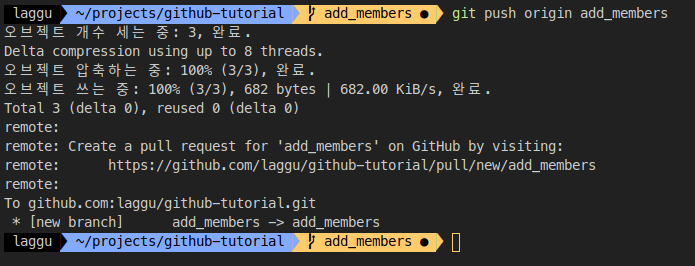 laggu ~/projects/github-tutorial add_members ● git push origin add_members
오브젝트 개수 세는 중: 3, 완료.
Delta compression using up to 8 threads.
오브젝트 압축하는 중: 100% (3/3), 완료.
오브젝트 쓰는 중: 100% (3/3), 682 bytes | 682.00 KiB/s, 완료.
Total 3 (delta 0), reused 0 (delta 0)
remote:
remote: Create a pull request for 'add_members' on GitHub by visiting:
remote:      https://github.com/laggu/github-tutorial/pull/new/add_members
remote:
To github.com:laggu/github-tutorial.git
 * [new branch]      add_members -> add_members
laggu ~/projects/github-tutorial add_members ●